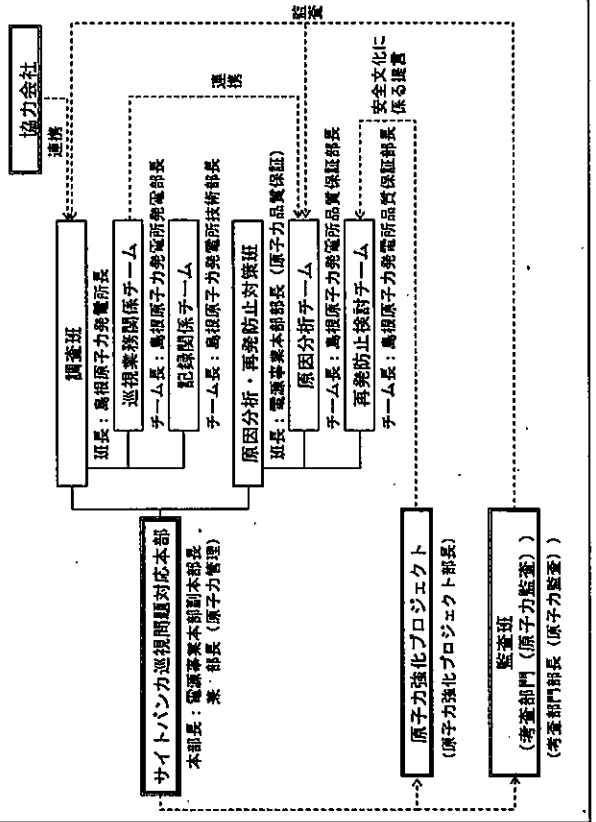 サイトバンカ巡視問題対応本部
本部長：電源事業本部副本部長
兼 部長（原子力管理）
調査班
班長：島根原子力発電所長
巡視業務関係チーム
チーム長：島根原子力発電所発電部長
記録関係チーム
チーム長：島根原子力発電所技術部長
原因分析・再発防止対策班
班長：電源事業本部部長（原子力品質保証）
原因分析チーム
チーム長：島根原子力発電所品質保証部長
再発防止検討チーム
チーム長：島根原子力発電所品質保証部長
協力会社
連携
連携
安全文化に
係る提言
監査
原子力強化プロジェクト
（原子力強化プロジェクト部長）
監査班
（考査部門（原子力監査））
（考査部門部長（原子力監査））